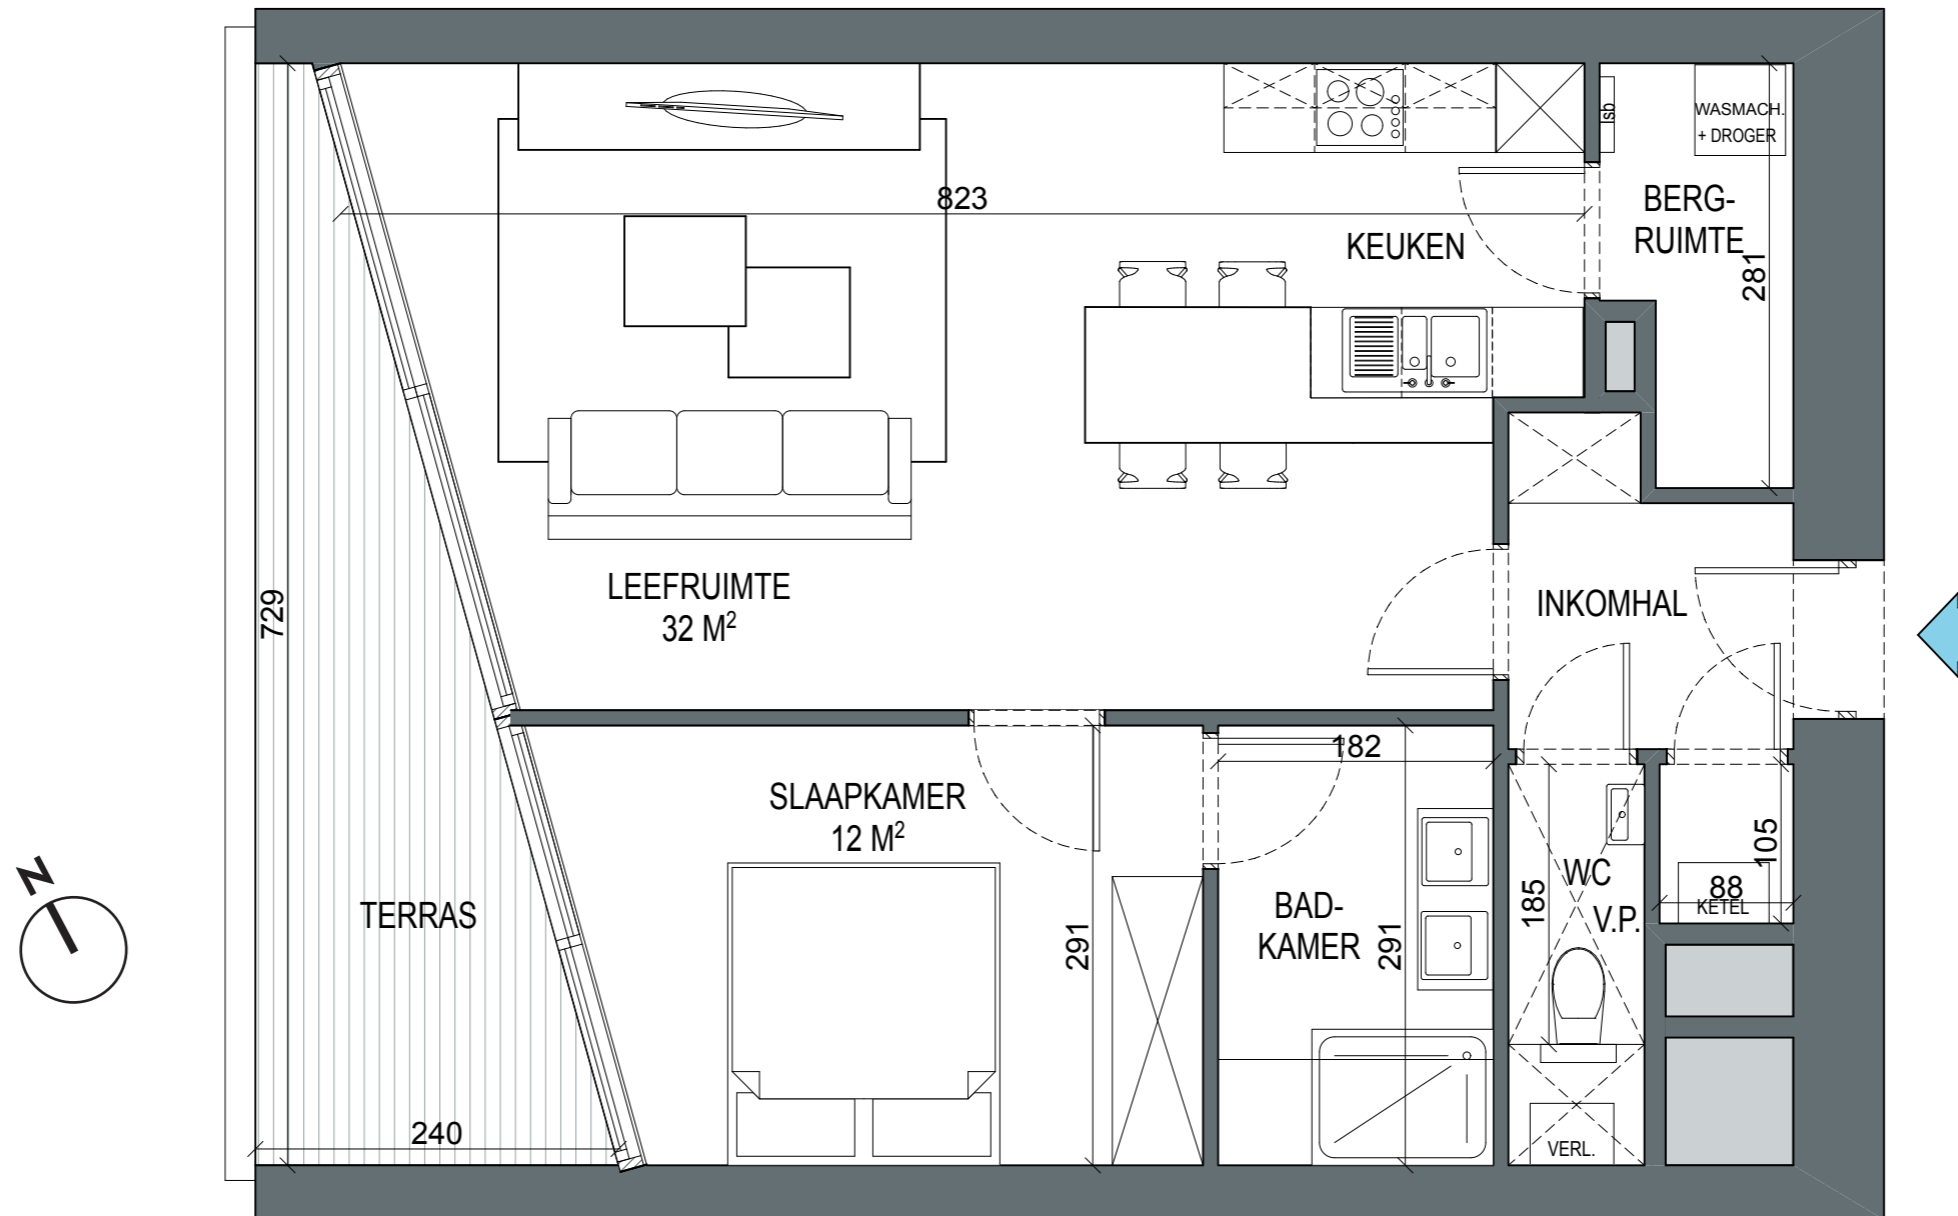 lsb
WASMACH.
+ DROGER
823
BERG-
RUIMTE
KEUKEN
281
LEEFRUIMTE
32 M²
INKOMHAL
729
182
SLAAPKAMER
12 M²
105
WC
V.P.
88
KETEL
185
N
TERRAS
BAD-
KAMER
291
291
240
VERL.